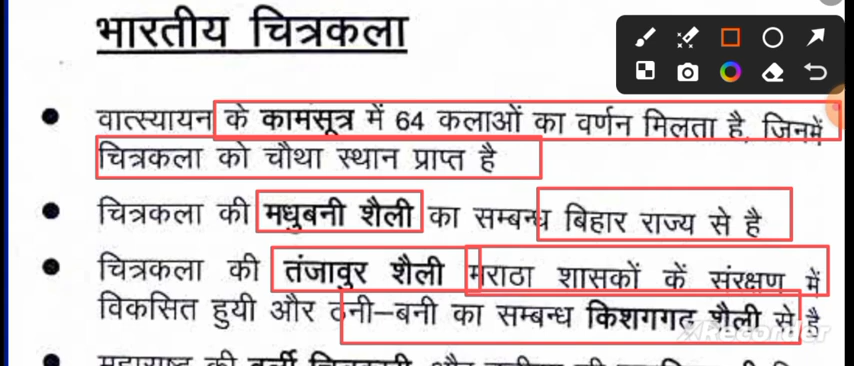 भारतीय चित्रकला
• वात्स्यायन के कामसूत्र में 64 कलाओं का वर्णन मिलता है, जिनमें
चित्रकला को चौथा स्थान प्राप्त है
• चित्रकला की मधुबनी शैली का सम्बन्ध बिहार राज्य से है
• चित्रकला की तंजावुर शैली मराठा शासकों कें संरक्षण में
विकसित हुयी और ठनी–बनी का सम्बन्ध किशगगढ शैली से है
XRecorder